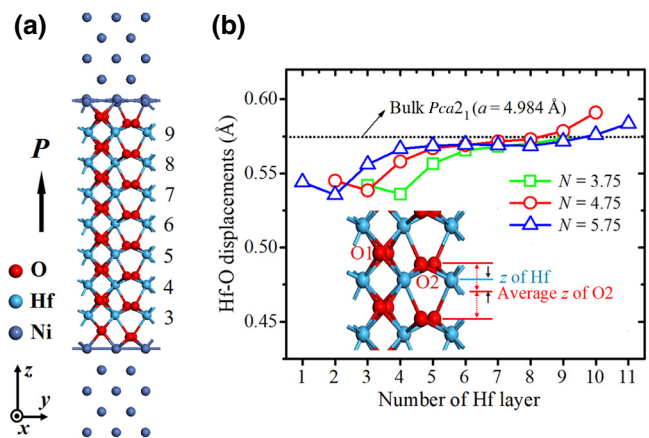 (a)
P
9
8
7
6
5
4
3
O
Hf
Ni
z
y
x
(b)
Hf-O displacements (Å)
0.60
0.55
0.50
0.45
Bulk Pca2₁ (a = 4.984 Å)
N = 3.75
N = 4.75
N = 5.75
O1
O2
z of Hf
Average z of O2
1 2 3 4 5 6 7 8 9 10 11
Number of Hf layer